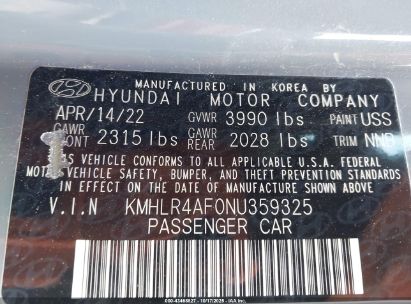 MANUFACTURED IN KOREA BY
HYUNDAI MOTOR COMPANY
APR/14/22 GVWR 3990 lbs PAINT USS
GAWR FRONT 2315 lbs GAWR REAR 2028 lbs TRIM NNB
THIS VEHICLE CONFORMS TO ALL APPLICABLE U.S.A. FEDERAL
MOTOR VEHICLE SAFETY, BUMPER, AND THEFT PREVENTION STANDARDS
IN EFFECT ON THE DATE OF MANUFACTURE SHOWN ABOVE.
V.I.N KMHLR4AF0NU359325
PASSENGER CAR